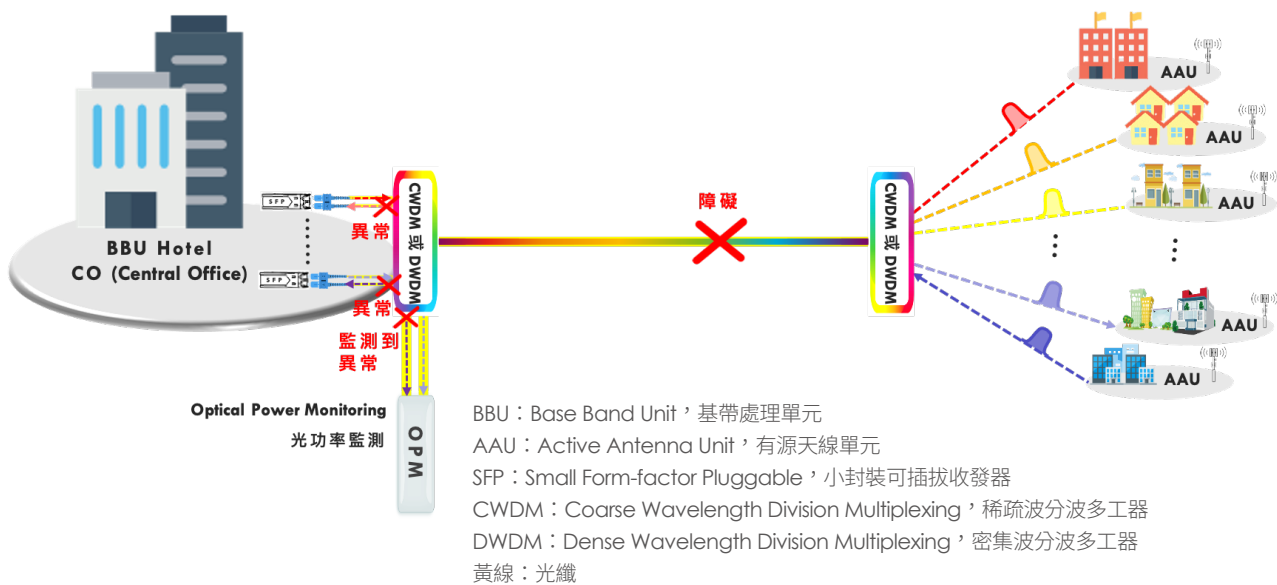 AAU
AAU
AAU
AAU
AAU
BBU Hotel
CO (Central Office)
SFP
SFP
異常
異常
監測到
異常
CWDM 或 DWDM
障礙
CWDM 或 DWDM
Optical Power Monitoring
光功率監測
OPM
BBU：Base Band Unit，基帶處理單元
AAU：Active Antenna Unit，有源天線單元
SFP：Small Form-factor Pluggable，小封裝可插拔收發器
CWDM：Coarse Wavelength Division Multiplexing，稀疏波分波多工器
DWDM：Dense Wavelength Division Multiplexing，密集波分波多工器
黃線：光纖